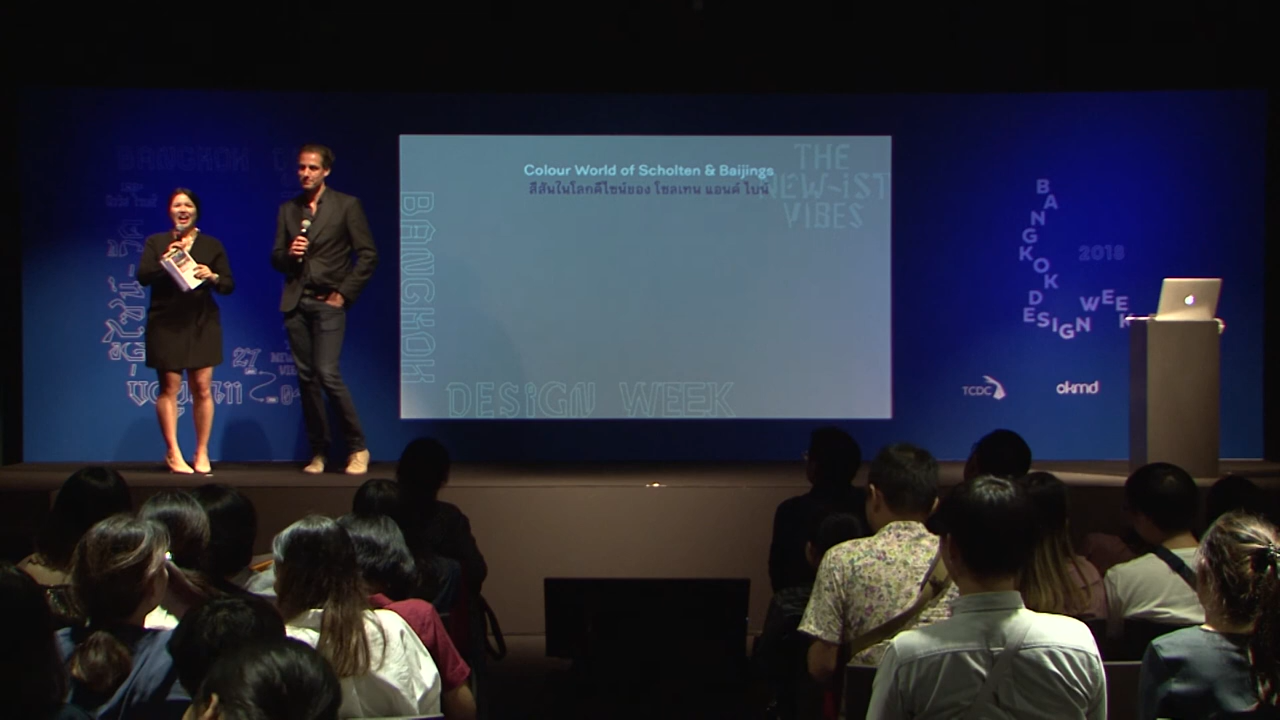 Colour World of Scholten & Baijings
สีสันในโลกดีไซน์ของ โชลเทน แอนด์ ไบน์
THE
NEW-iST
VIBES
BANGKOK
DESiGN WEEK
BANGKOK
27
BANGKOK
DESIGN WEEK
2018
TCDC
okmd